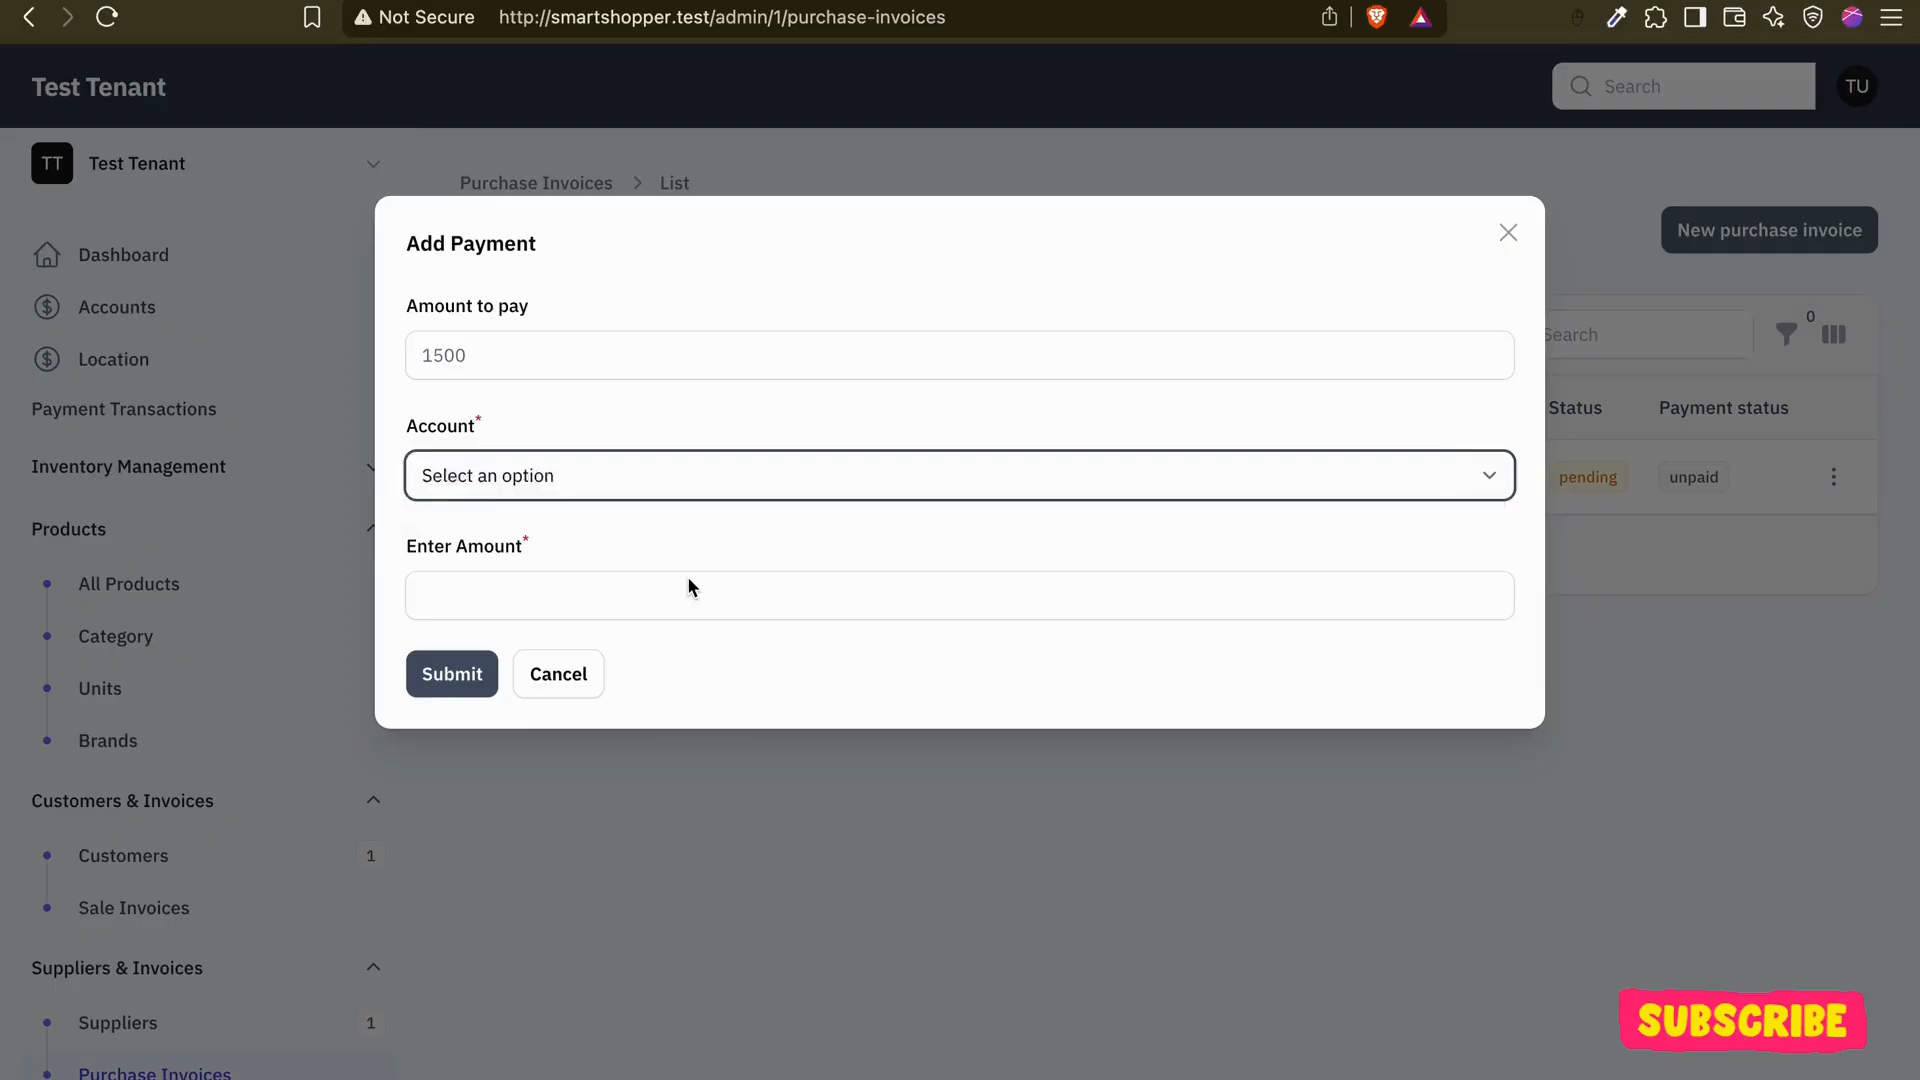 Not Secure http://smartshopper.test/admin/1/purchase-invoices
Test Tenant
Search
TU
TT
Test Tenant
Purchase Invoices > List
New purchase invoice
Dashboard
Accounts
Location
Payment Transactions
Inventory Management
Products
All Products
Category
Units
Brands
Customers & Invoices
Customers 1
Sale Invoices
Suppliers & Invoices
Suppliers 1
Purchase Invoices
Add Payment
Amount to pay
1500
Account*
Select an option
Enter Amount*
Submit Cancel
Search
0
Status Payment status
pending unpaid
SUBSCRIBE